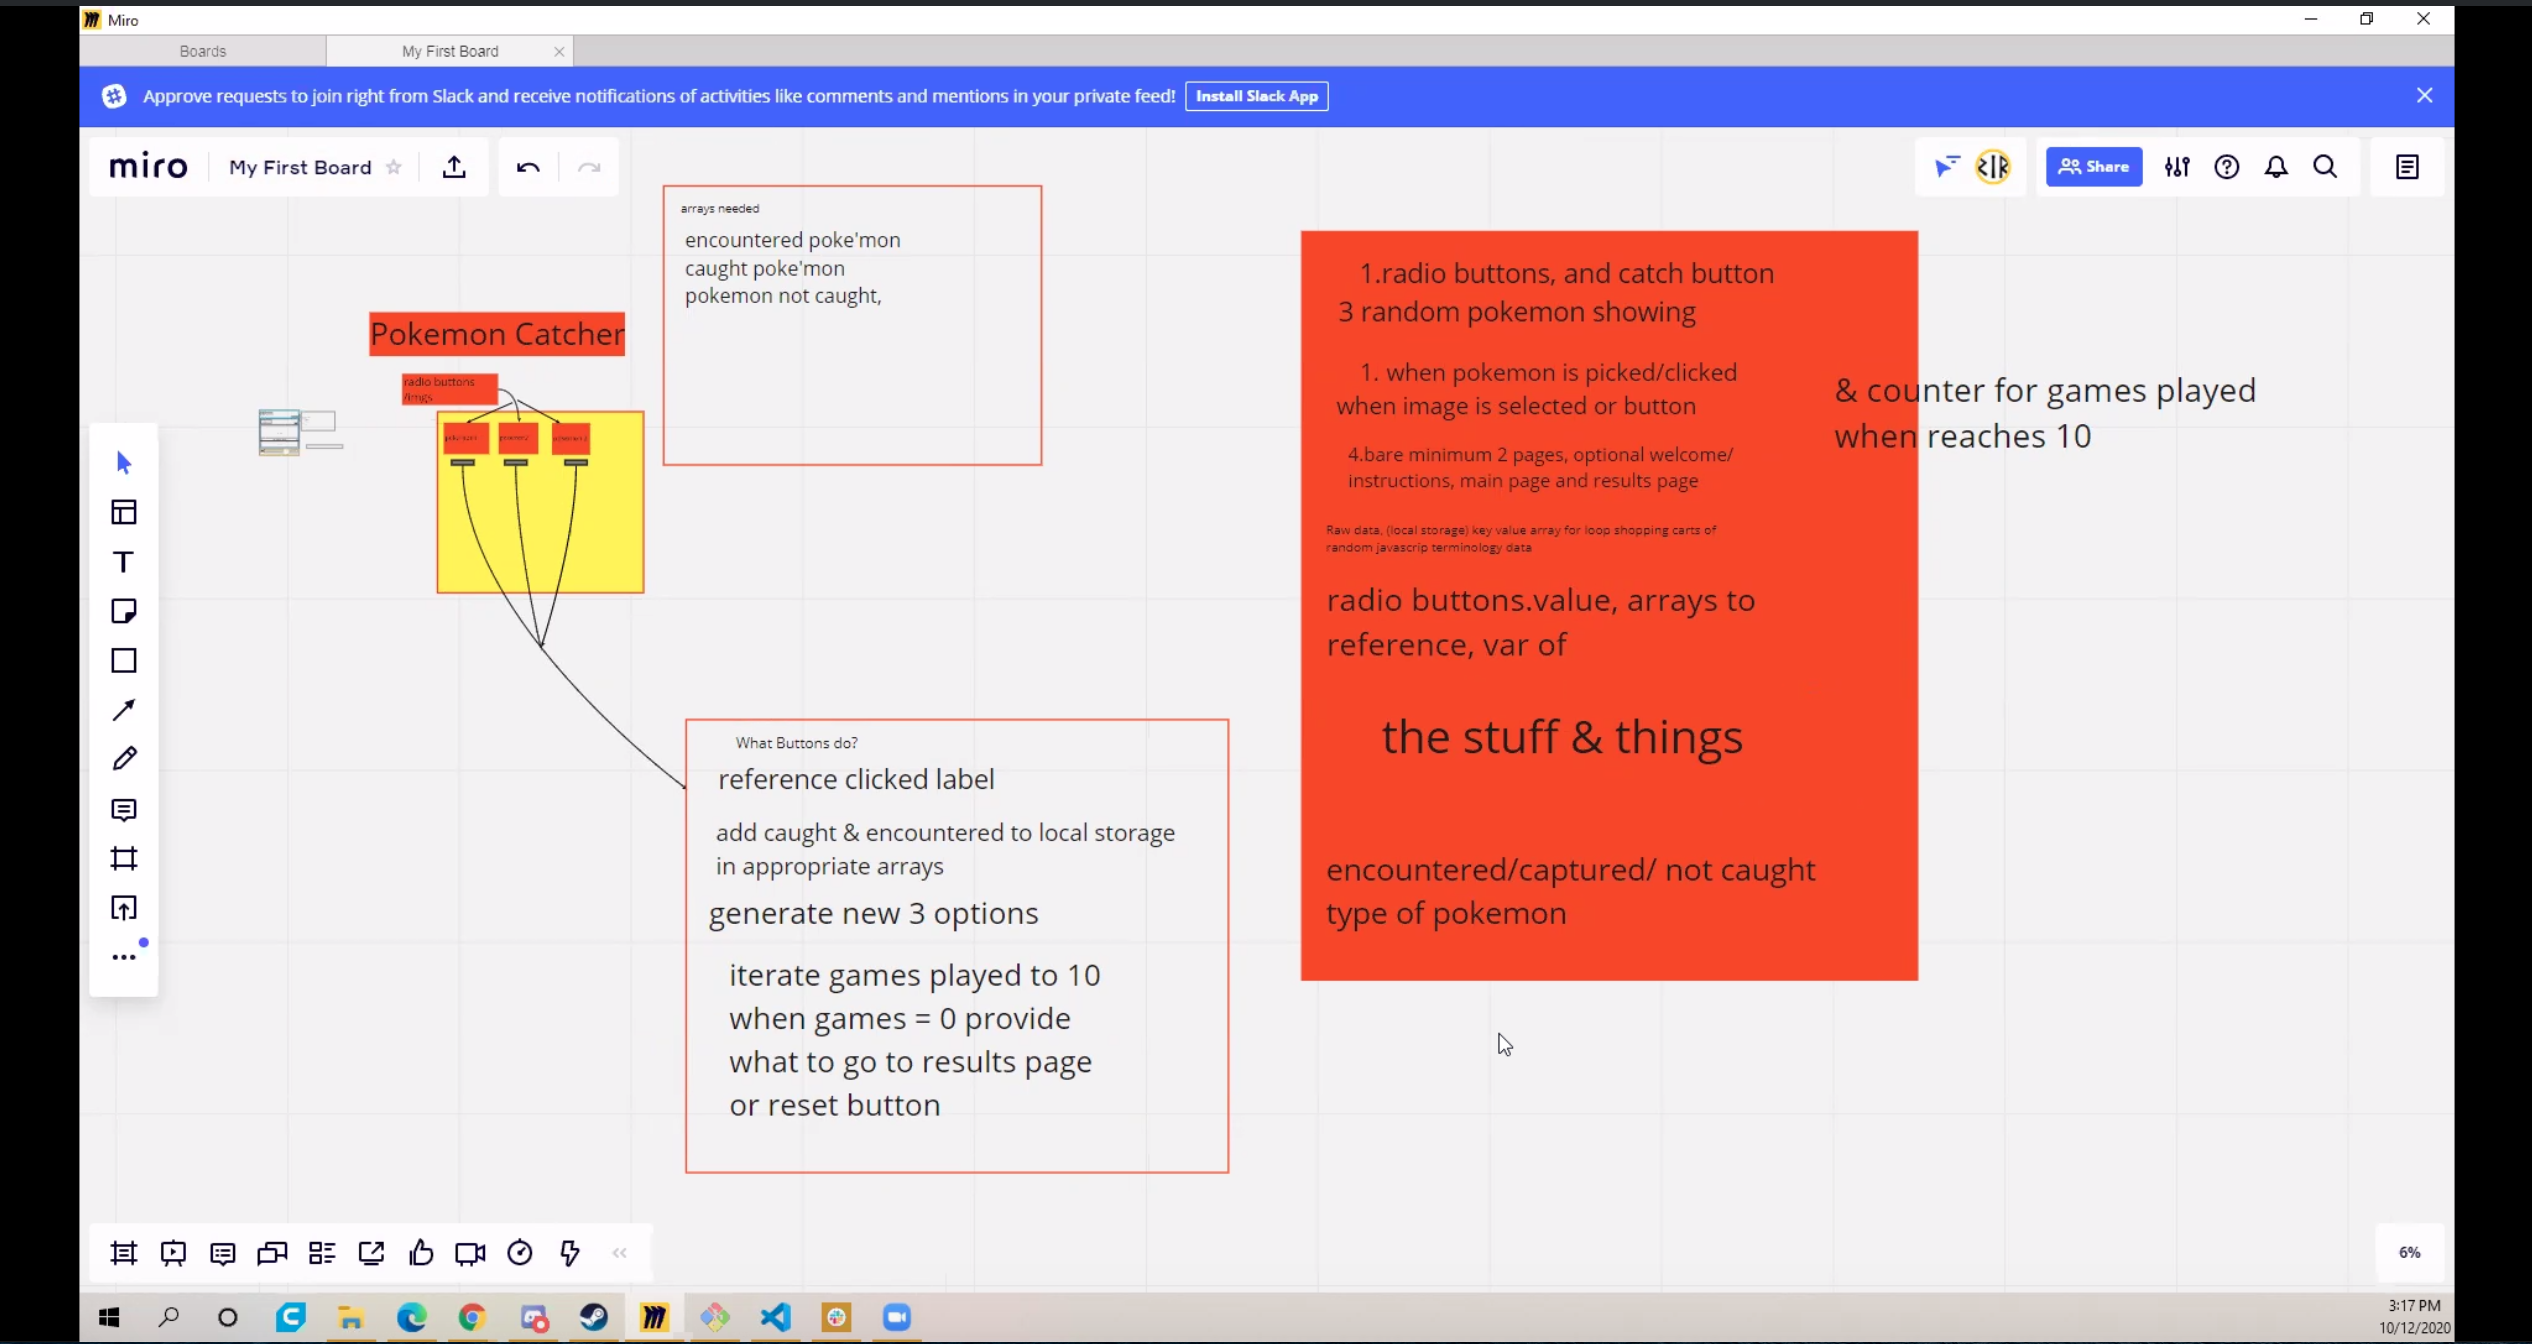 Miro
Boards
My First Board
Approve requests to join right from Slack and receive notifications of activities like comments and mentions in your private feed!
Install Slack App
miro
My First Board
Share
arrays needed
encountered poke'mon
caught poke'mon
pokemon not caught,
Pokemon Catcher
radio buttons
/imgs
1.radio buttons, and catch button
3 random pokemon showing
1. when pokemon is picked/clicked
when image is selected or button
4.bare minimum 2 pages, optional welcome/
instructions, main page and results page
Raw data, (local storage) key value array for loop shopping carts of
random javascrip terminology data
radio buttons.value, arrays to
reference, var of
the stuff & things
encountered/captured/ not caught
type of pokemon
& counter for games played
when reaches 10
What Buttons do?
reference clicked label
add caught & encountered to local storage
in appropriate arrays
generate new 3 options
iterate games played to 10
when games = 0 provide
what to go to results page
or reset button
6%
3:17 PM
10/12/2020